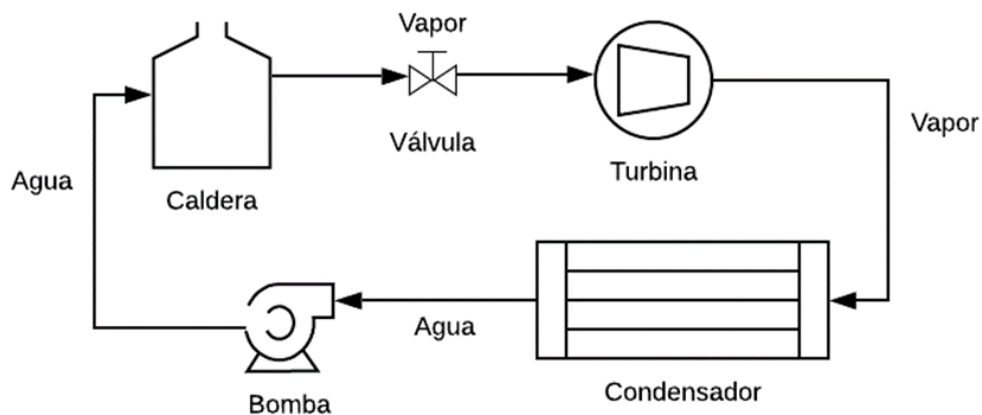 Vapor
Válvula
Turbina
Vapor
Agua
Caldera
Agua
Condensador
Bomba